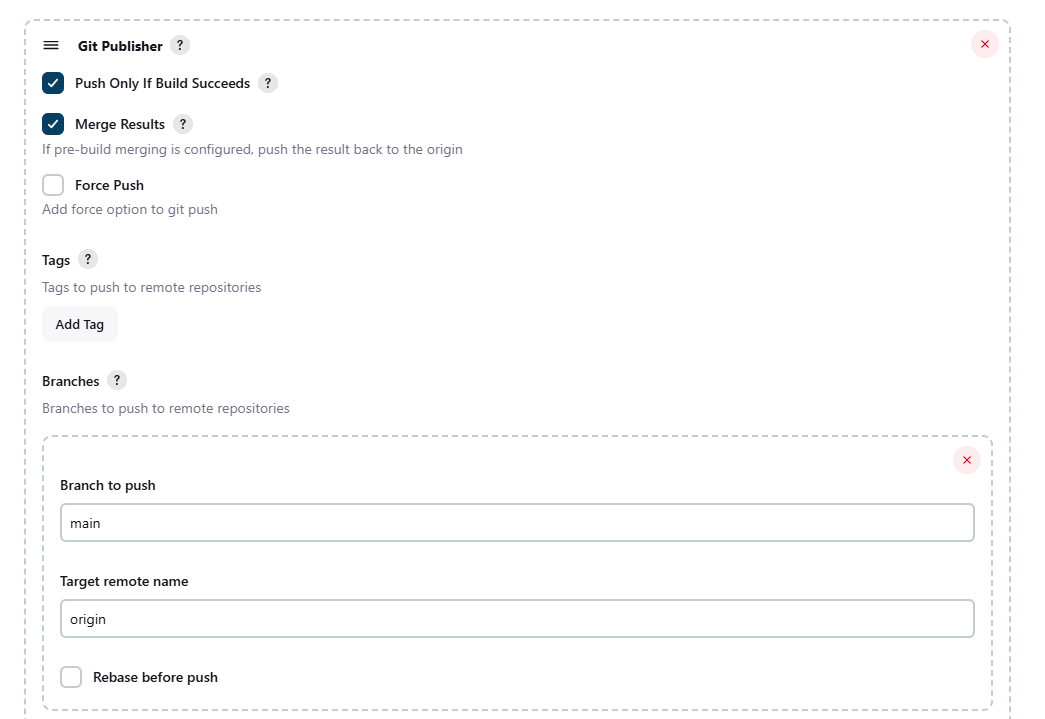 Git Publisher ?
Push Only If Build Succeeds ?
Merge Results ?
If pre-build merging is configured, push the result back to the origin
Force Push
Add force option to git push
Tags ?
Tags to push to remote repositories
Add Tag
Branches ?
Branches to push to remote repositories
Branch to push
main
Target remote name
origin
Rebase before push